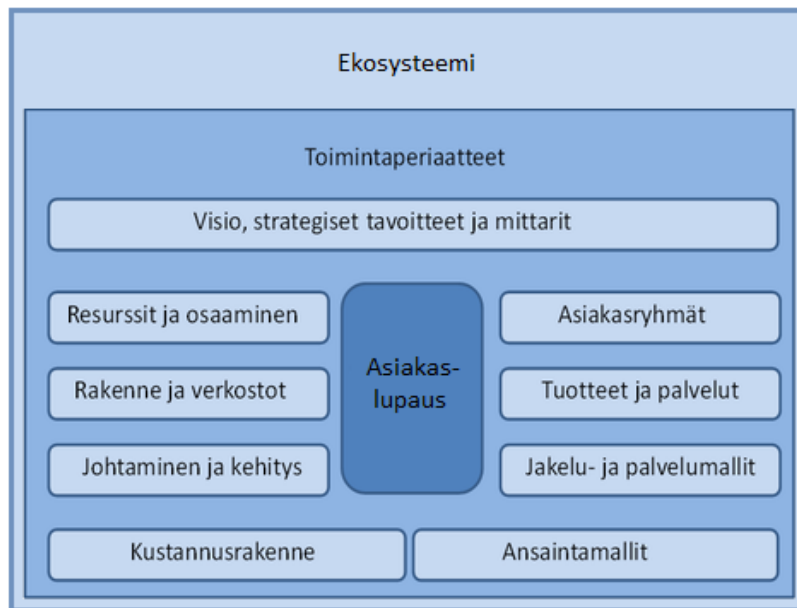 Ekosysteemi
Toimintaperiaatteet
Visio, strategiset tavoitteet ja mittarit
Resurssit ja osaaminen
Rakenne ja verkostot
Johtaminen ja kehitys
Asiakas-
lupaus
Asiakasryhmät
Tuotteet ja palvelut
Jakelu- ja palvelumallit
Kustannusrakenne
Ansaintamallit